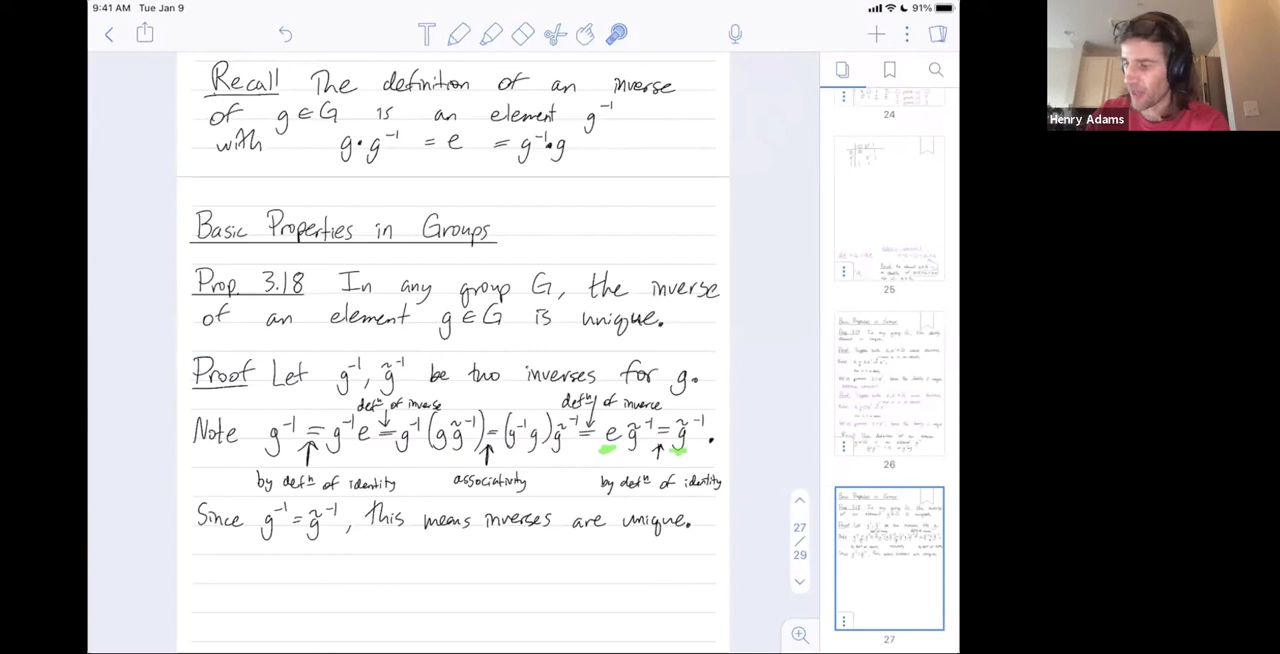 9:41 AM Tue Jan 9
91%
Henry Adams
Recall The definition of an inverse
of g ∈ G is an element g⁻¹
with g · g⁻¹ = e = g⁻¹ · g
Basic Properties in Groups
Prop. 3.18 In any group G, the inverse
of an element g ∈ G is unique.
Proof Let g⁻¹, g̃⁻¹ be two inverses for g.
defⁿ of inverse defⁿ of inverse
Note g⁻¹ = g⁻¹e = g⁻¹(g g̃⁻¹) = (g⁻¹g) g̃⁻¹ = e g̃⁻¹ = g̃⁻¹.
by defⁿ of identity associativity by defⁿ of identity
Since g⁻¹ = g̃⁻¹, this means inverses are unique.
24
25
26
27
27
/
29